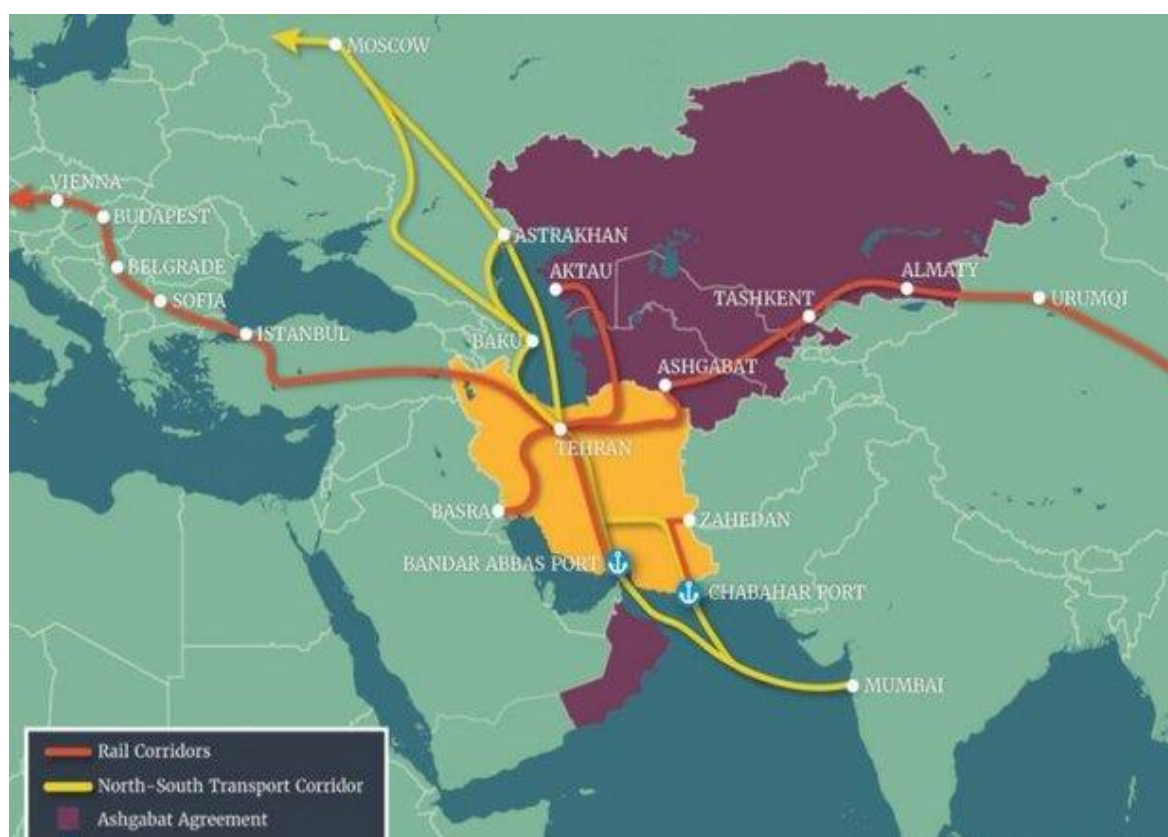 MOSCOW
VIENNA
BUDAPEST
ASTRAKHAN
BELGRADE
AKTAU
ALMATY
SOFIA
TASHKENT
URUMQI
ISTANBUL
BAKU
ASHGABAT
TEHRAN
BASRA
ZAHEDAN
BANDAR ABBAS PORT
CHABAHAR PORT
MUMBAI
Rail Corridors
North-South Transport Corridor
Ashgabat Agreement